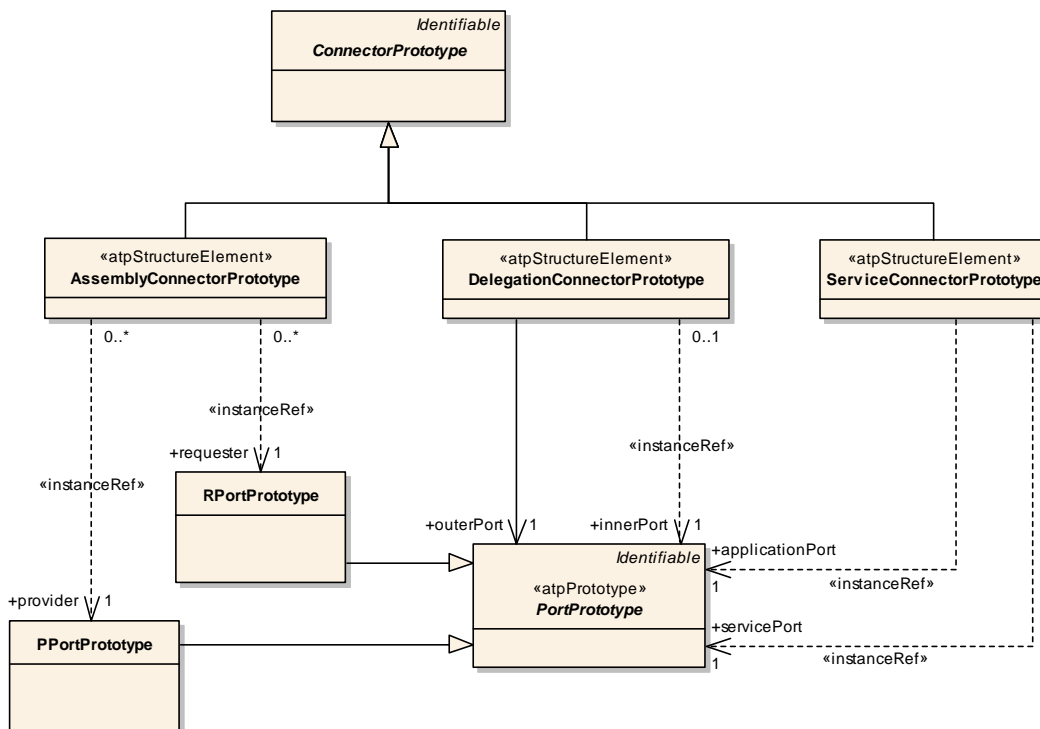 Identifiable
ConnectorPrototype
«atpStructureElement»
AssemblyConnectorPrototype
«atpStructureElement»
DelegationConnectorPrototype
«atpStructureElement»
ServiceConnectorPrototype
0..*
0..*
0..1
«instanceRef»
«instanceRef»
«instanceRef»
+requester 1
RPortPrototype
+outerPort 1
+innerPort 1
+provider 1
PPortPrototype
Identifiable
«atpPrototype»
PortPrototype
+applicationPort
«instanceRef»
1
+servicePort
«instanceRef»
1